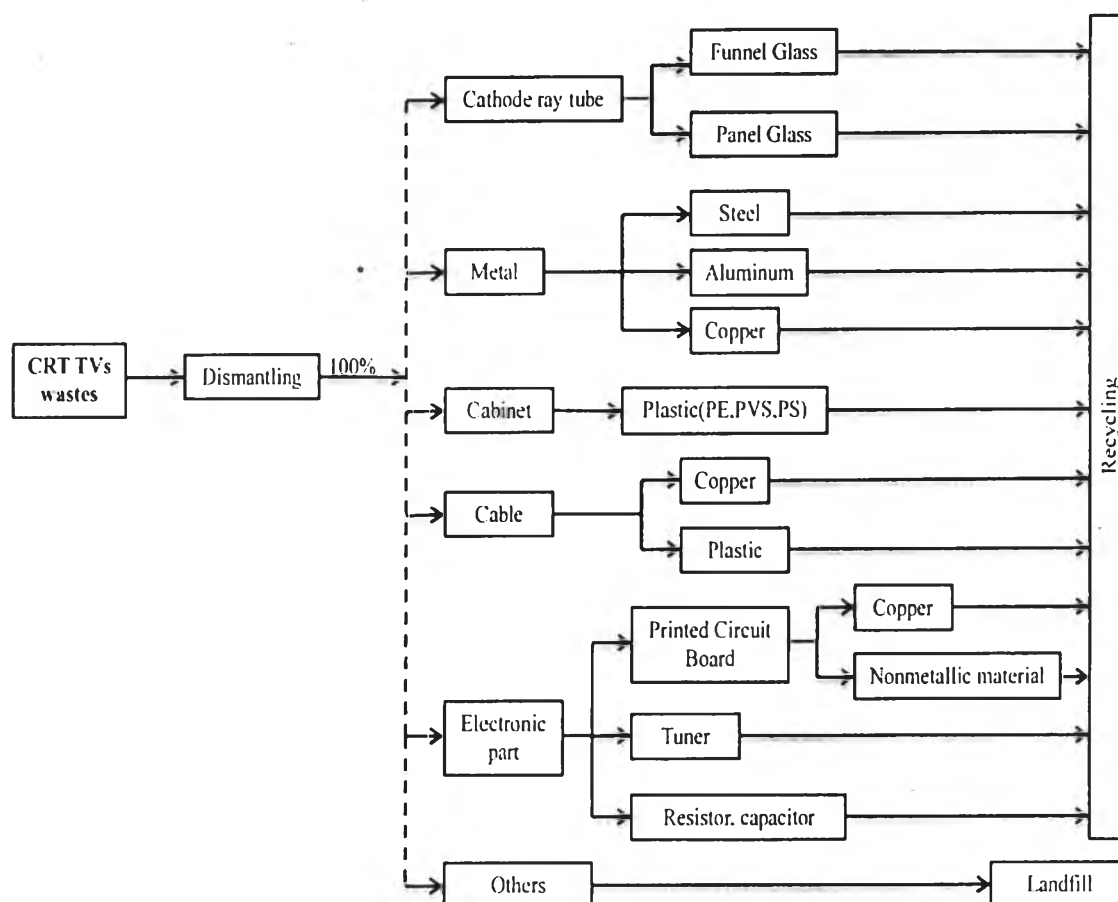 Funnel Glass
Cathode ray tube
Panel Glass
Steel
Metal
Aluminum
Copper
CRT TVs
wastes
Dismantling
100%
Cabinet
Plastic(PE,PVS,PS)
Recycling
Copper
Cable
Plastic
Copper
Printed Circuit
Board
Nonmetallic material
Electronic
part
Tuner
Resistor. capacitor
Others
Landfill